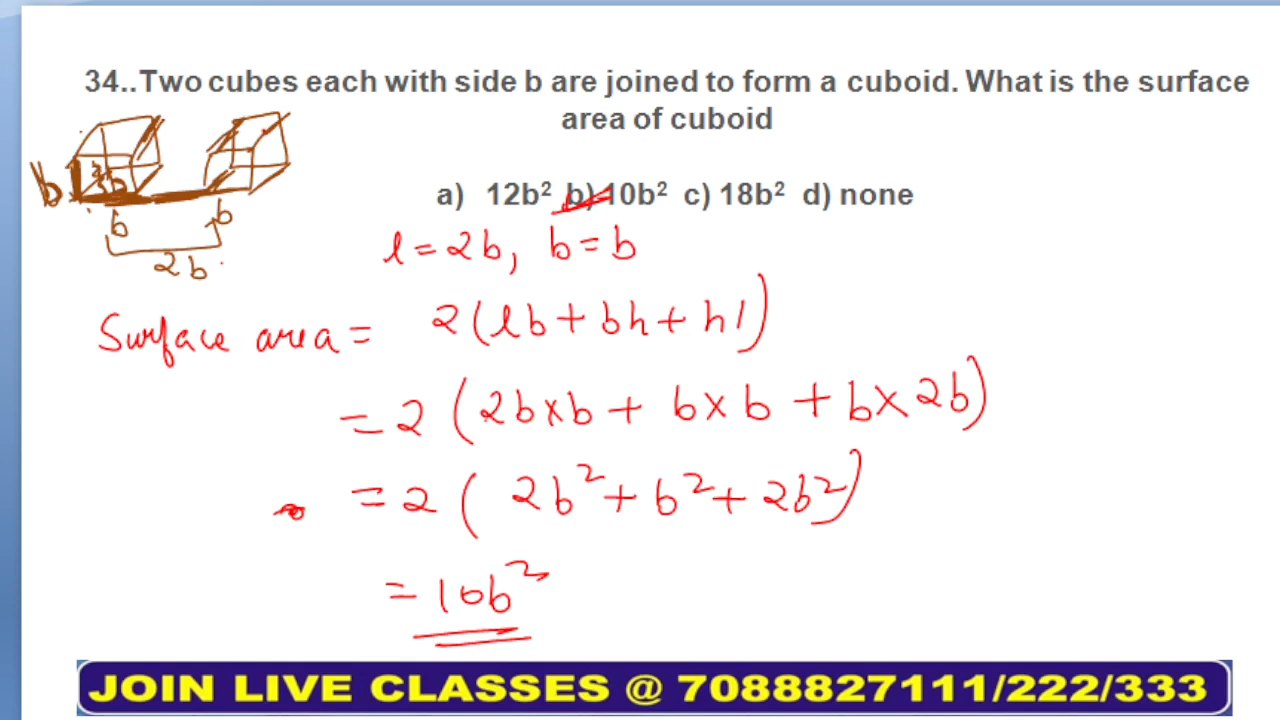 34..Two cubes each with side b are joined to form a cuboid. What is the surface
area of cuboid
a) 12b² b) 10b² c) 18b² d) none
b
b
b
2b
l = 2b, b = b
Surface area = 2(lb + bh + hl)
= 2 (2b×b + b×b + b×2b)
= 2 ( 2b² + b² + 2b²)
= 10b²
JOIN LIVE CLASSES @ 7088827111/222/333